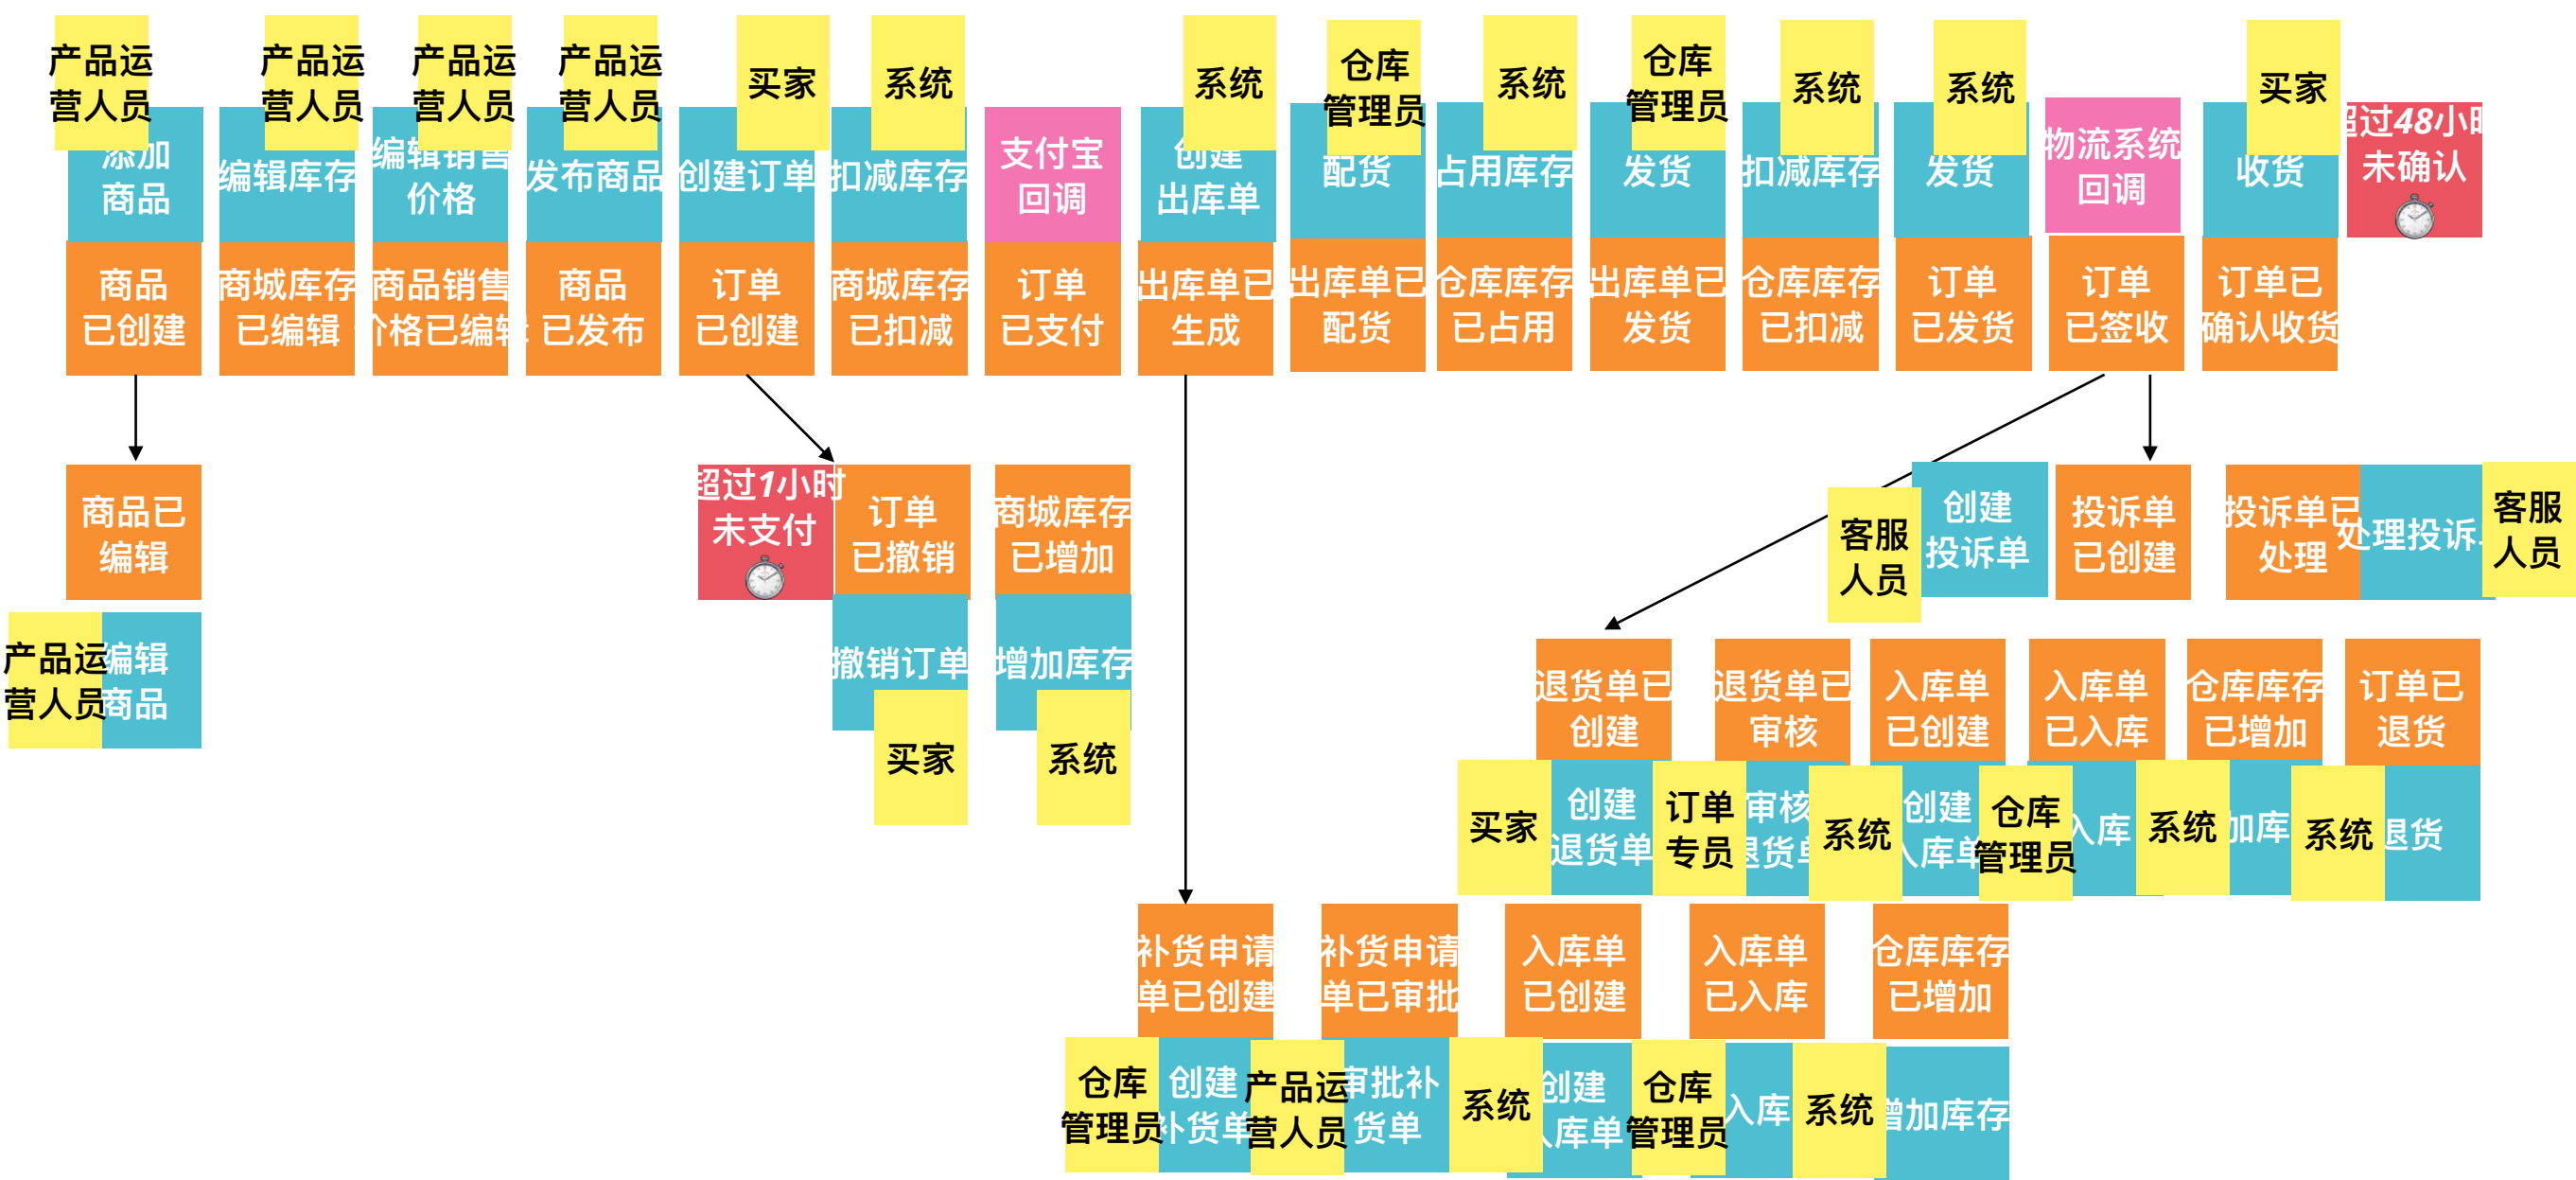 产品运
营人员
产品运
营人员
产品运
营人员
产品运
营人员
买家
系统
系统
仓库
管理员
系统
仓库
管理员
系统
系统
买家
添加
商品
编辑库存
编辑销售
价格
发布商品
创建订单
扣减库存
支付宝
回调
创建
出库单
配货
占用库存
发货
扣减库存
发货
物流系统
回调
收货
超过48小时
未确认
商品
已创建
商城库存
已编辑
商品销售
价格已编辑
商品
已发布
订单
已创建
商城库存
已扣减
订单
已支付
出库单已
生成
出库单已
配货
仓库库存
已占用
出库单已
发货
仓库库存
已扣减
订单
已发货
订单
已签收
订单已
确认收货
商品已
编辑
产品运
营人员
编辑
商品
超过1小时
未支付
订单
已撤销
商城库存
已增加
撤销订单
增加库存
买家
系统
客服
人员
创建
投诉单
投诉单
已创建
投诉单已
处理
处理投诉
客服
人员
退货单已
创建
退货单已
审核
入库单
已创建
入库单
已入库
仓库库存
已增加
订单已
退货
买家
创建
退货单
订单
专员
审核
退货单
系统
创建
入库单
仓库
管理员
入库
系统
加库
系统
退货
补货申请
单已创建
补货申请
单已审批
入库单
已创建
入库单
已入库
仓库库存
已增加
仓库
管理员
创建
补货单
产品运
营人员
审批补
货单
系统
创建
入库单
仓库
管理员
入库
系统
增加库存